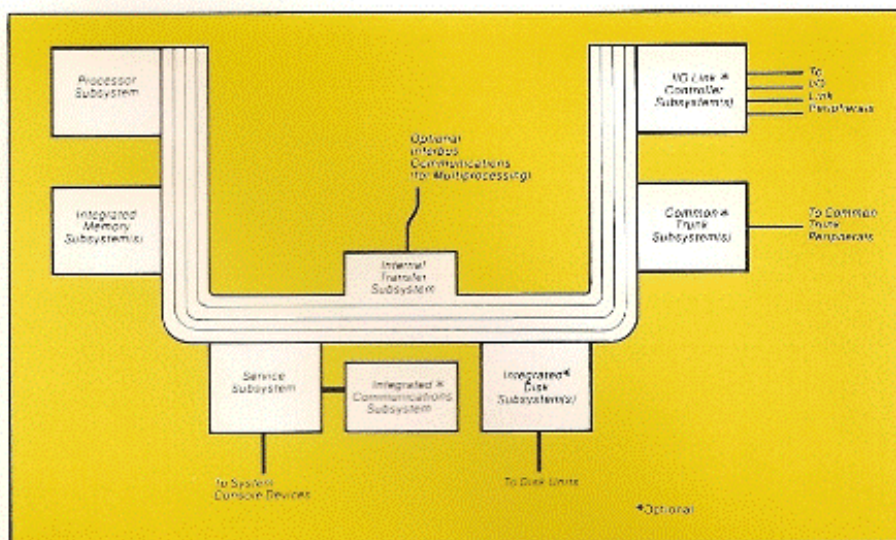 Processor
Subsystem
Integrated
Memory
Subsystem(s)
Optional
Interbus
Communications
(for Multiprocessing)
Internal
Transfer
Subsystem
I/O Link *
Controller
Subsystem(s)
To
I/O
Link
Peripherals
Common *
Trunk
Subsystem(s)
To Common
Trunk
Peripherals
Service
Subsystem
Integrated *
Communications
Subsystem
Integrated *
Disk
Subsystem(s)
To System
Console Devices
To Disk Units
*Optional